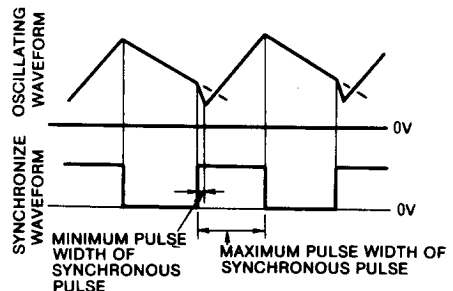 OSCILLATING
WAVEFORM
0V
SYNCHRONIZE
WAVEFORM
0V
MINIMUM PULSE
WIDTH OF
SYNCHRONOUS
PULSE
MAXIMUM PULSE WIDTH OF
SYNCHRONOUS PULSE